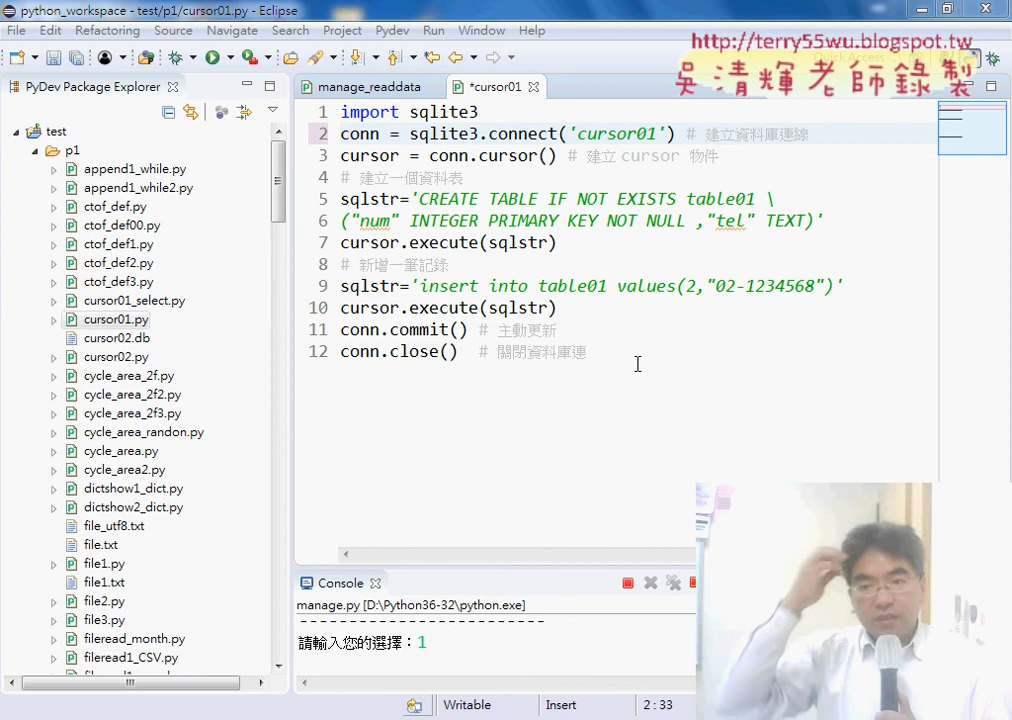 python_workspace - test/p1/cursor01.py - Eclipse
File Edit Refactoring Source Navigate Search Project Pydev Run Window Help
http://terry55wu.blogspot.tw
吳清輝老師錄製
Quick Access
PyDev Package Explorer
manage_readdata
*cursor01
test
p1
append1_while.py
append1_while2.py
ctof_def.py
ctof_def00.py
ctof_def1.py
ctof_def2.py
ctof_def3.py
cursor01_select.py
cursor01.py
cursor02.db
cursor02.py
cycle_area_2f.py
cycle_area_2f2.py
cycle_area_2f3.py
cycle_area_randon.py
cycle_area.py
cycle_area2.py
dictshow1_dict.py
dictshow2_dict.py
file_utf8.txt
file.txt
file1.py
file1.txt
file2.py
file3.py
fileread_month.py
fileread1_CSV.py
1 import sqlite3
2 conn = sqlite3.connect('cursor01') # 建立資料庫連線
3 cursor = conn.cursor() # 建立 cursor 物件
4 # 建立一個資料表
5 sqlstr='CREATE TABLE IF NOT EXISTS table01 \
6 ("num" INTEGER PRIMARY KEY NOT NULL ,"tel" TEXT)'
7 cursor.execute(sqlstr)
8 # 新增一筆記錄
9 sqlstr='insert into table01 values(2,"02-1234568")'
10 cursor.execute(sqlstr)
11 conn.commit() # 主動更新
12 conn.close() # 關閉資料庫連
Console
manage.py [D:\Python36-32\python.exe]
-------------------------
請輸入您的選擇：1
Writable Insert 2 : 33